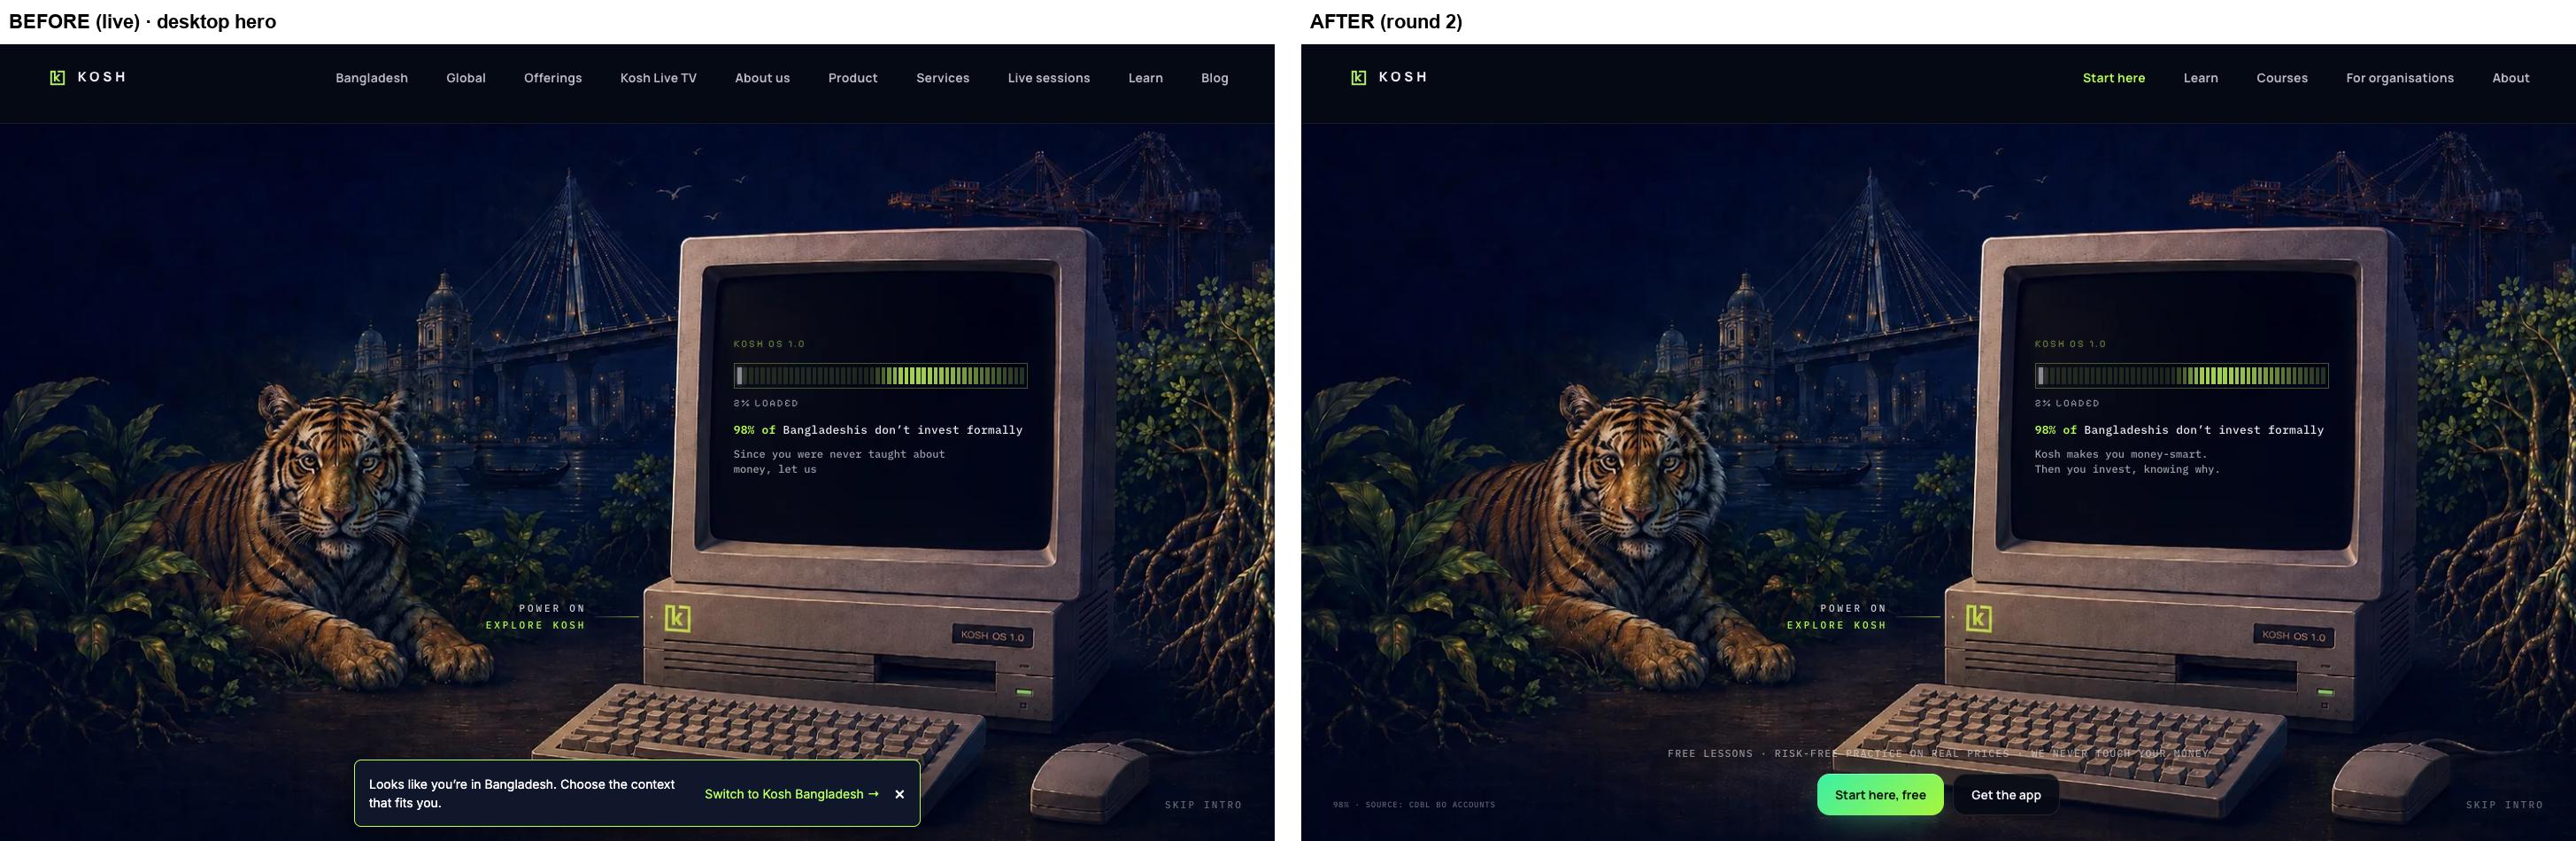 BEFORE (live) · desktop hero
KOSH
Bangladesh Global Offerings Kosh Live TV About us Product Services Live sessions Learn Blog
KOSH OS 1.0
2% LOADED
98% of Bangladeshis don’t invest formally
Since you were never taught about
money, let us
POWER ON
EXPLORE KOSH
KOSH OS 1.0
Looks like you’re in Bangladesh. Choose the context
that fits you.
Switch to Kosh Bangladesh → ×
SKIP INTRO
AFTER (round 2)
KOSH
Start here Learn Courses For organisations About
KOSH OS 1.0
2% LOADED
98% of Bangladeshis don’t invest formally
Kosh makes you money-smart.
Then you invest, knowing why.
POWER ON
EXPLORE KOSH
KOSH OS 1.0
FREE LESSONS · RISK-FREE PRACTICE ON REAL PRICES · WE NEVER TOUCH YOUR MONEY
Start here, free
Get the app
98% · SOURCE: CDBL BO ACCOUNTS
SKIP INTRO